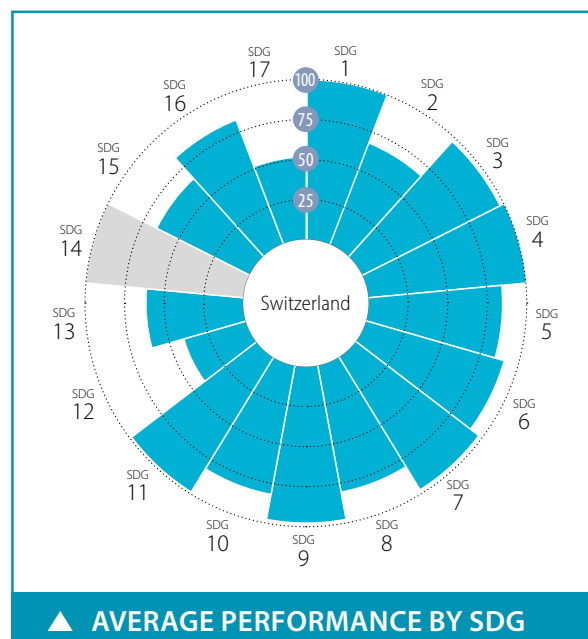 SDG
1
SDG
2
SDG
3
SDG
4
SDG
5
SDG
6
SDG
7
SDG
8
SDG
9
SDG
10
SDG
11
SDG
12
SDG
13
SDG
14
SDG
15
SDG
16
SDG
17
100
75
50
25
Switzerland
▲ AVERAGE PERFORMANCE BY SDG